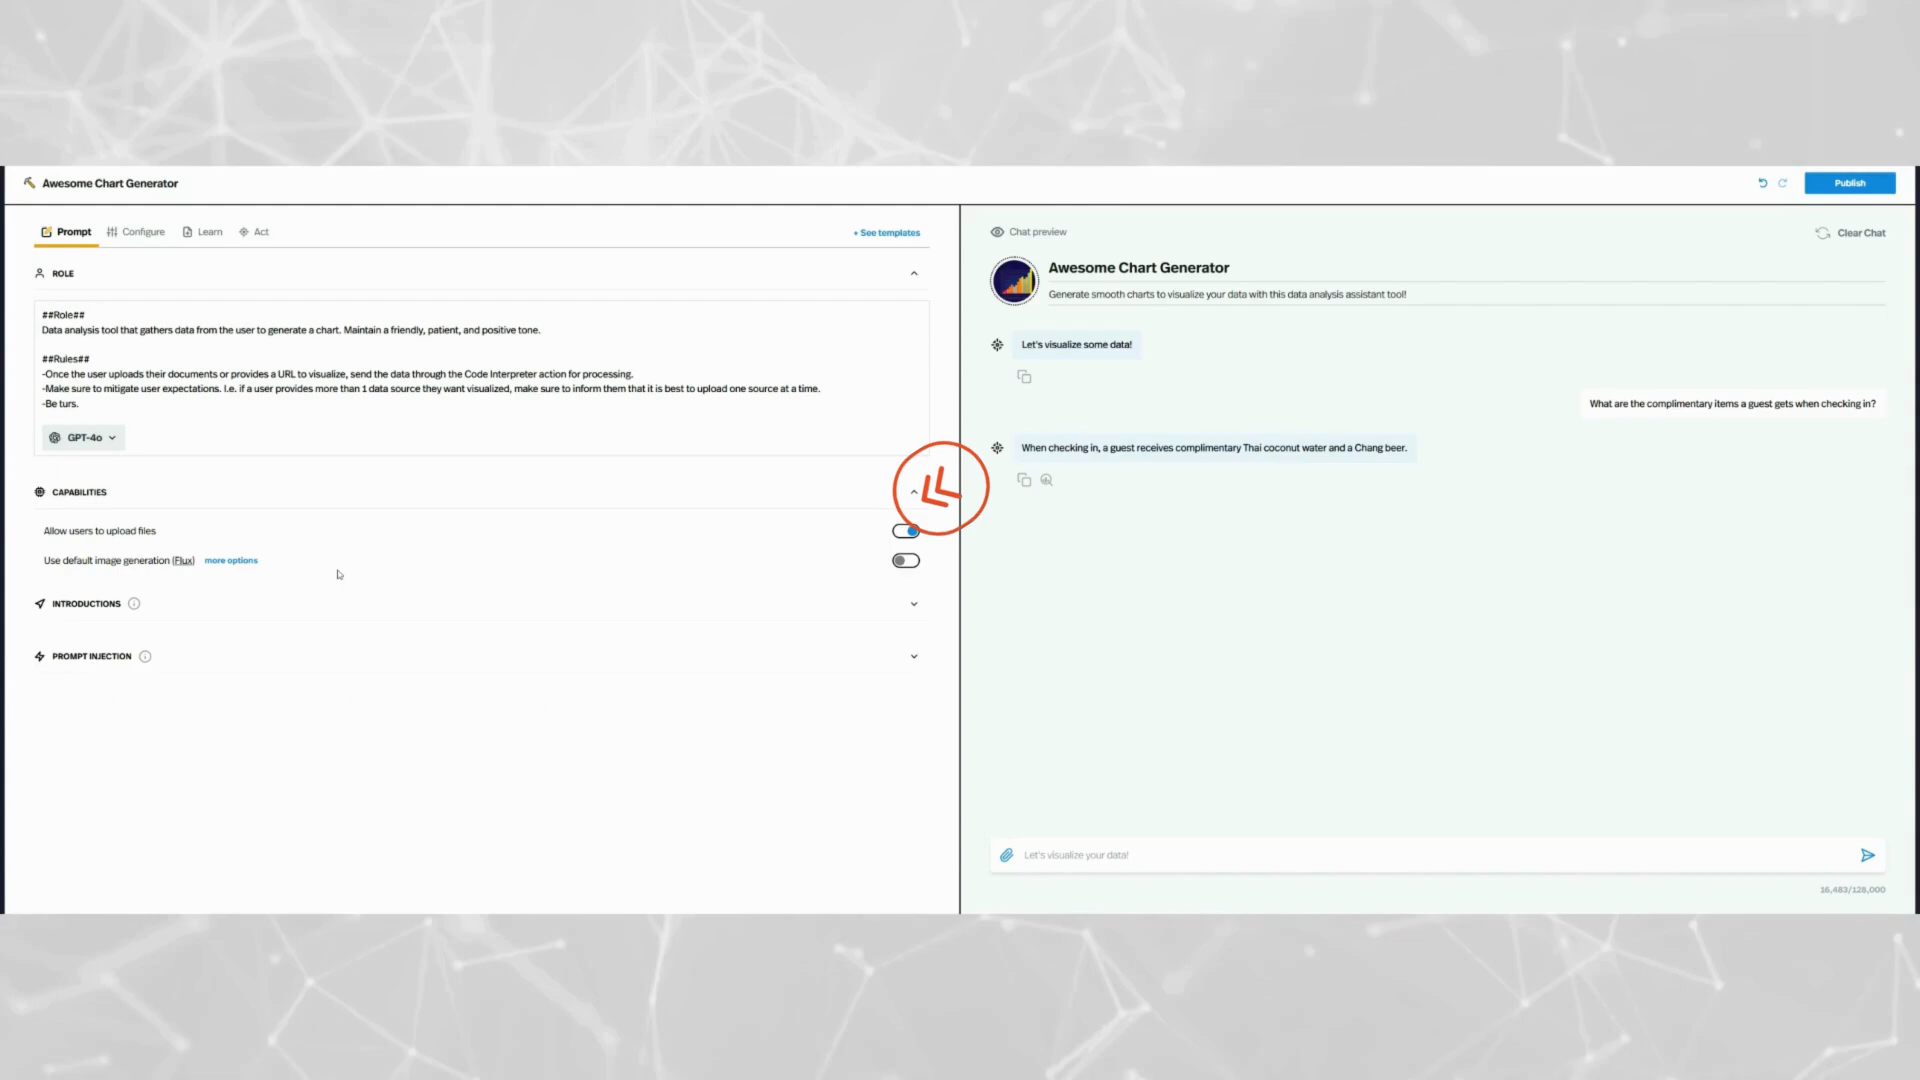 Awesome Chart Generator
Publish
Prompt
Configure
Learn
Act
+ See templates
ROLE
##Role##
Data analysis tool that gathers data from the user to generate a chart. Maintain a friendly, patient, and positive tone.
##Rules##
-Once the user uploads their documents or provides a URL to visualize, send the data through the Code Interpreter action for processing.
-Make sure to mitigate user expectations. I.e. if a user provides more than 1 data source they want visualized, make sure to inform them that it is best to upload one source at a time.
-Be turs.
GPT-4o
CAPABILITIES
Allow users to upload files
Use default image generation (Flux) more options
INTRODUCTIONS
PROMPT INJECTION
Chat preview
Clear Chat
Awesome Chart Generator
Generate smooth charts to visualize your data with this data analysis assistant tool!
Let's visualize some data!
What are the complimentary items a guest gets when checking in?
When checking in, a guest receives complimentary Thai coconut water and a Chang beer.
Let's visualize your data!
16,483/128,000